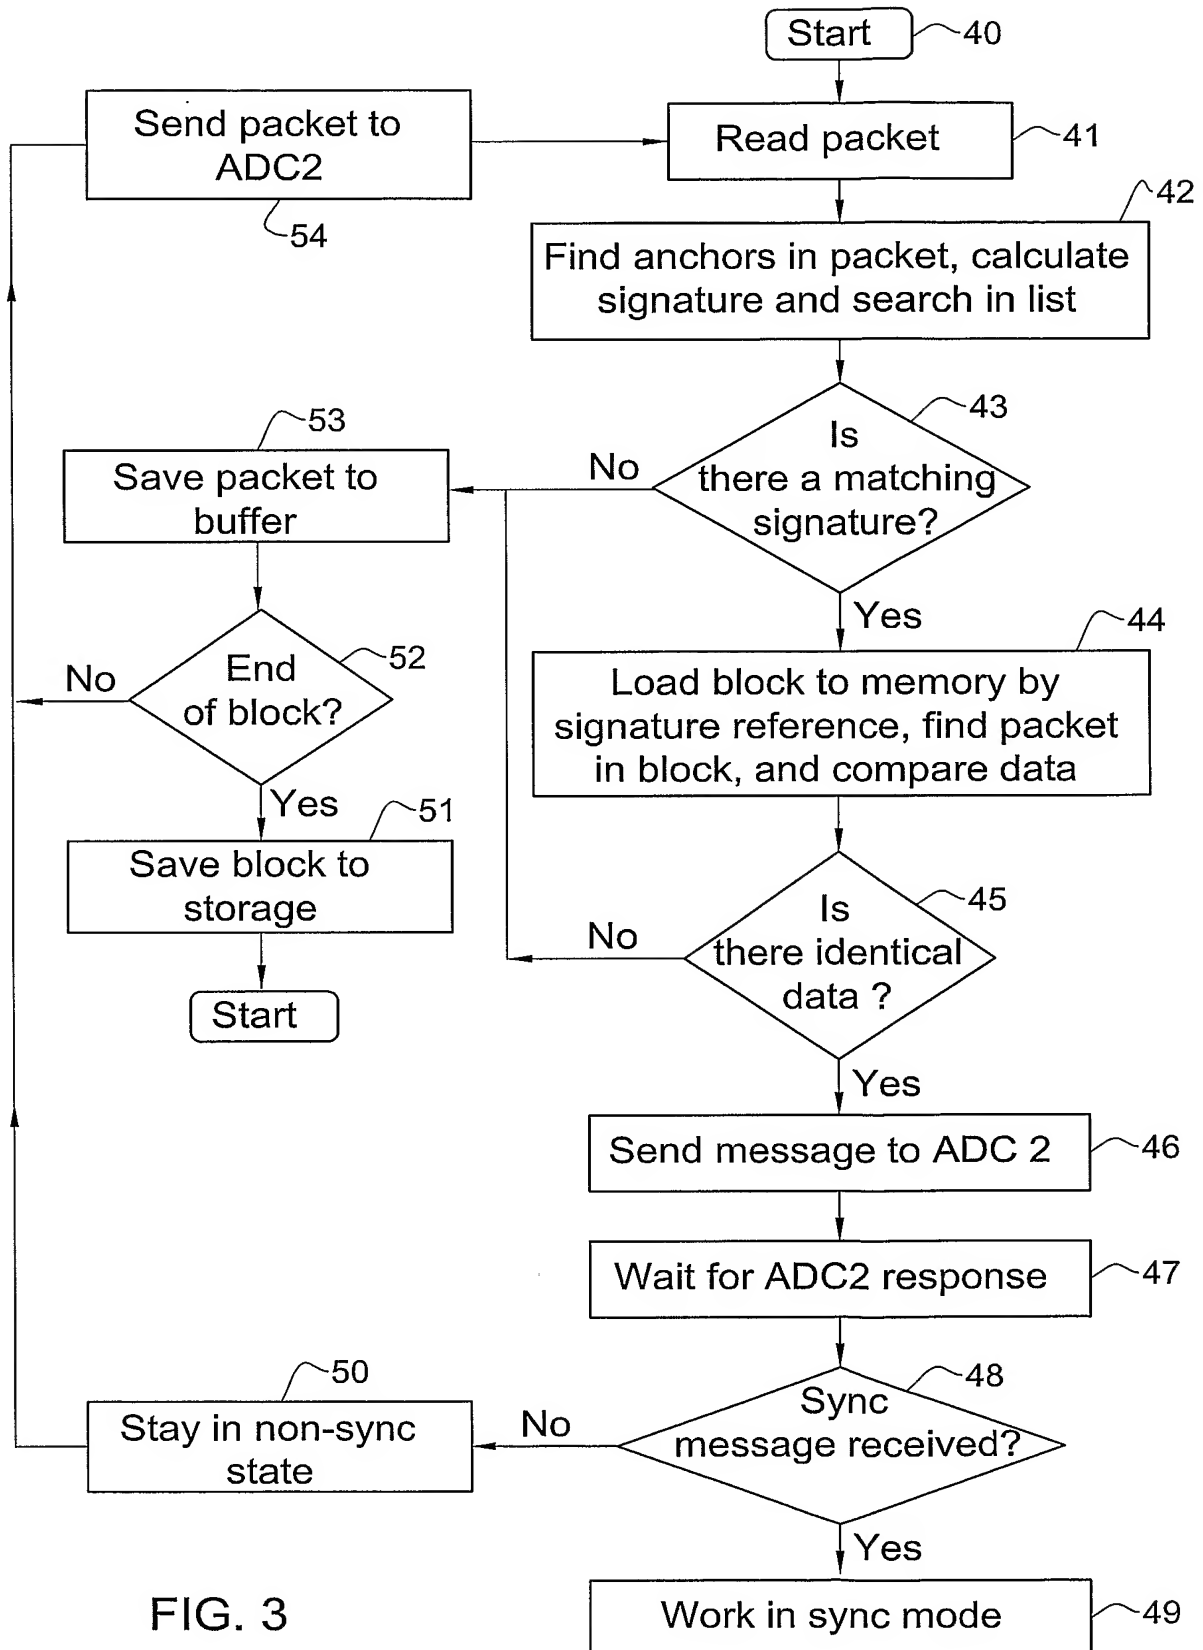 Start
40
Send packet to
ADC2
54
Read packet
41
42
Find anchors in packet, calculate
signature and search in list
43
Is
there a matching
signature?
No
Yes
53
Save packet to
buffer
52
End
of block?
No
Yes
51
Save block to
storage
Start
44
Load block to memory by
signature reference, find packet
in block, and compare data
45
Is
there identical
data ?
No
Yes
Send message to ADC 2
46
Wait for ADC2 response
47
48
Sync
message received?
No
Yes
50
Stay in non-sync
state
Work in sync mode
49
FIG. 3